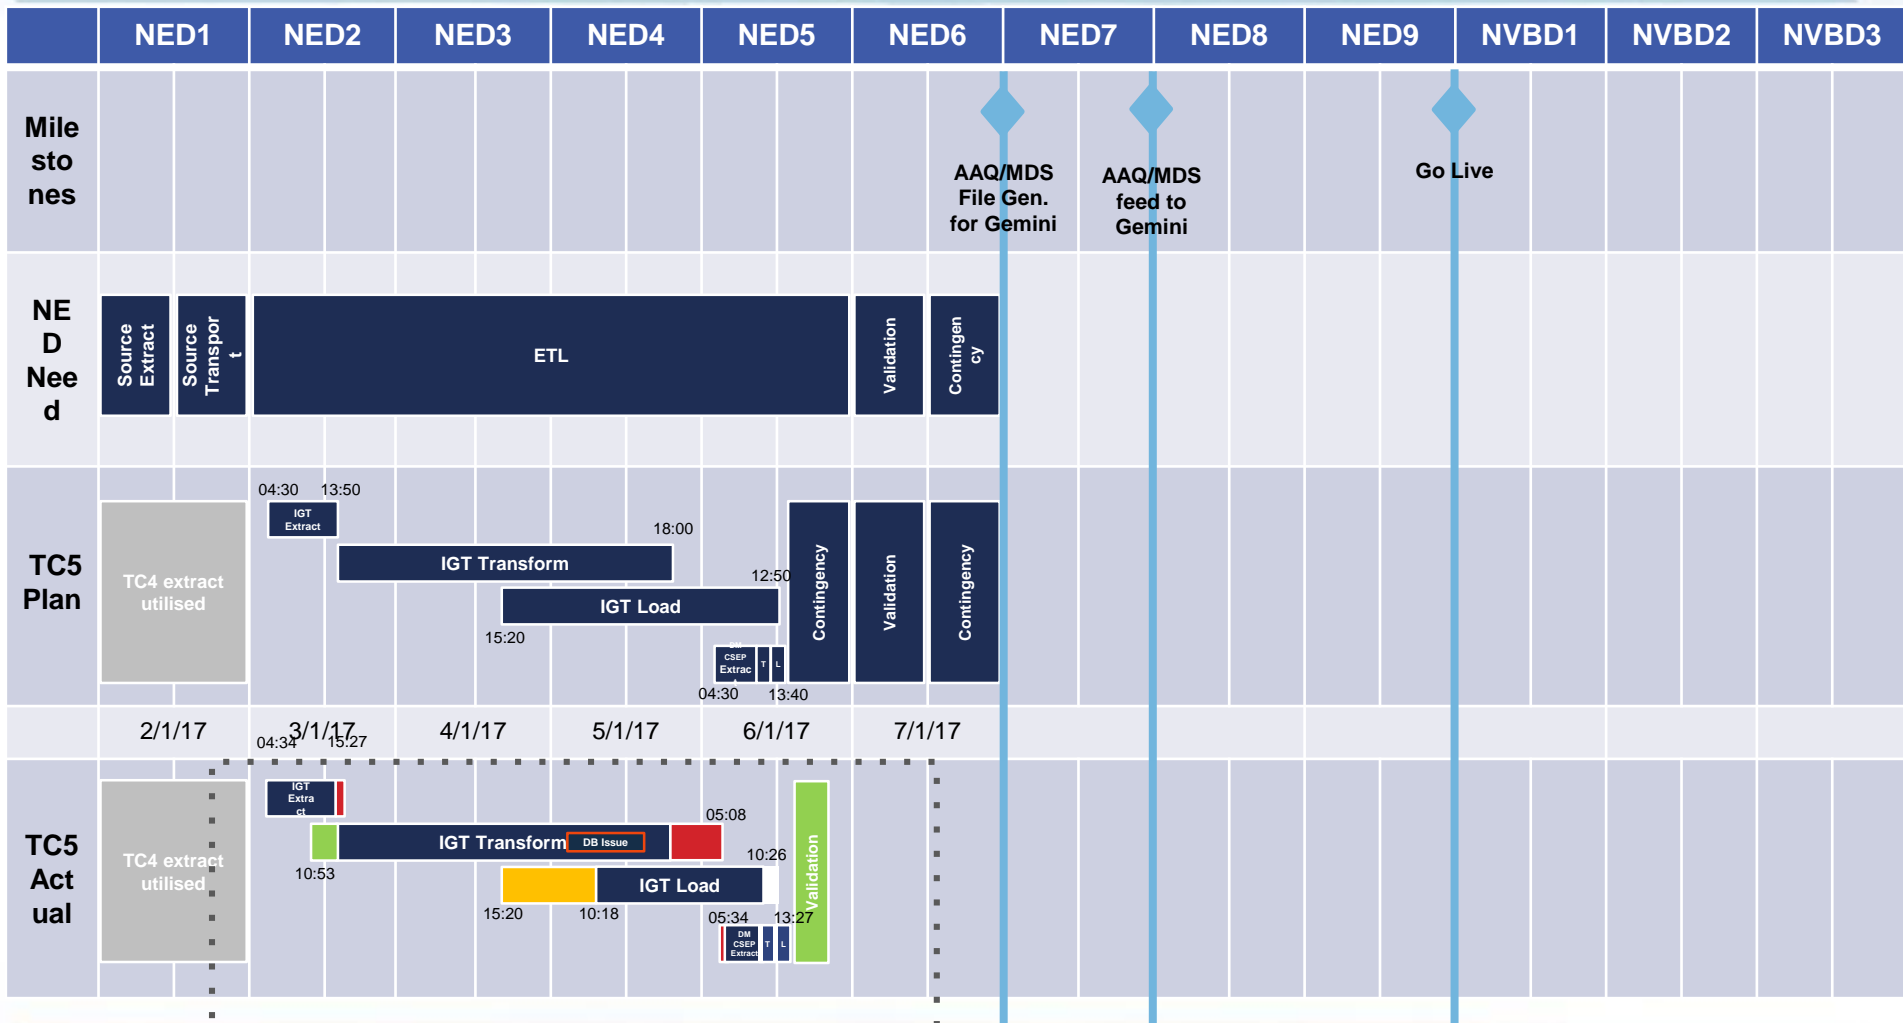 NED1 NED2 NED3 NED4 NED5 NED6 NED7 NED8 NED9 NVBD1 NVBD2 NVBD3
Mile
sto
nes
AAQ/MDS
File Gen.
for Gemini
AAQ/MDS
feed to
Gemini
Go Live
NE
D
Nee
d
Source
Extract
Source
Transpor
t
ETL
Validation
Contingen
cy
TC5
Plan
TC4 extract
utilised
04:30 13:50
IGT
Extract
18:00
IGT Transform
12:50
IGT Load
15:20
DM
CSEP
Extrac
t
T
L
04:30 13:40
Contingency
Validation
Contingency
2/1/17 3/1/17 4/1/17 5/1/17 6/1/17 7/1/17
04:34 15:27
TC5
Act
ual
TC4 extract
utilised
IGT
Extra
ct
05:08
IGT Transform
DB Issue
10:53
10:26
IGT Load
15:20 10:18
05:34 13:27
DM
CSEP
Extract
T
L
Validation